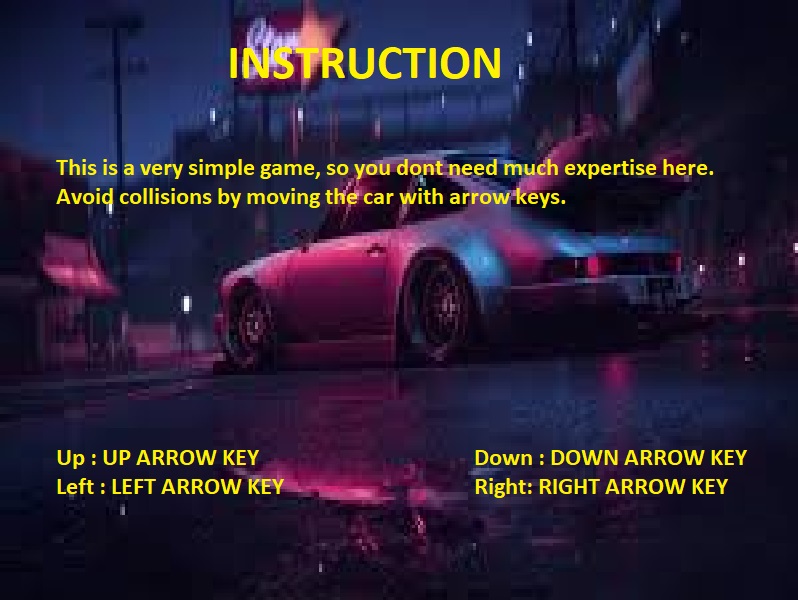 INSTRUCTION
This is a very simple game, so you dont need much expertise here.
Avoid collisions by moving the car with arrow keys.
Up : UP ARROW KEY
Down : DOWN ARROW KEY
Left : LEFT ARROW KEY
Right: RIGHT ARROW KEY